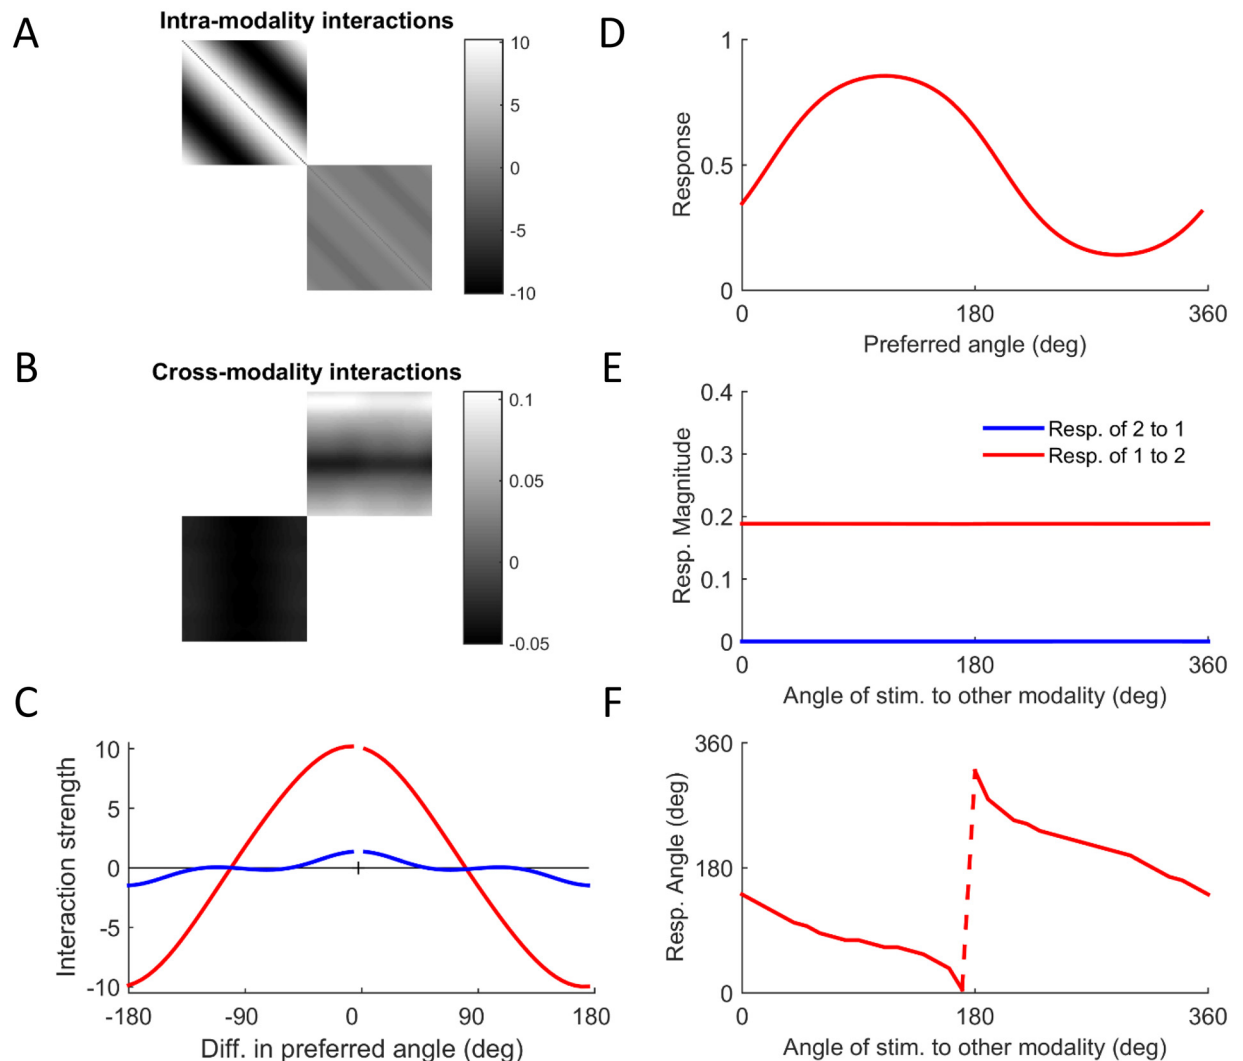 A
Intra-modality interactions
10
5
0
-5
-10
B
Cross-modality interactions
0.1
0.05
0
-0.05
C
Interaction strength
10
5
0
-5
-10
-180
-90
0
90
180
Diff. in preferred angle (deg)
D
Response
1
0.5
0
0
180
360
Preferred angle (deg)
E
Resp. Magnitude
0.4
0.3
0.2
0.1
0
Resp. of 2 to 1
Resp. of 1 to 2
0
180
360
Angle of stim. to other modality (deg)
F
Resp. Angle (deg)
360
180
0
0
180
360
Angle of stim. to other modality (deg)